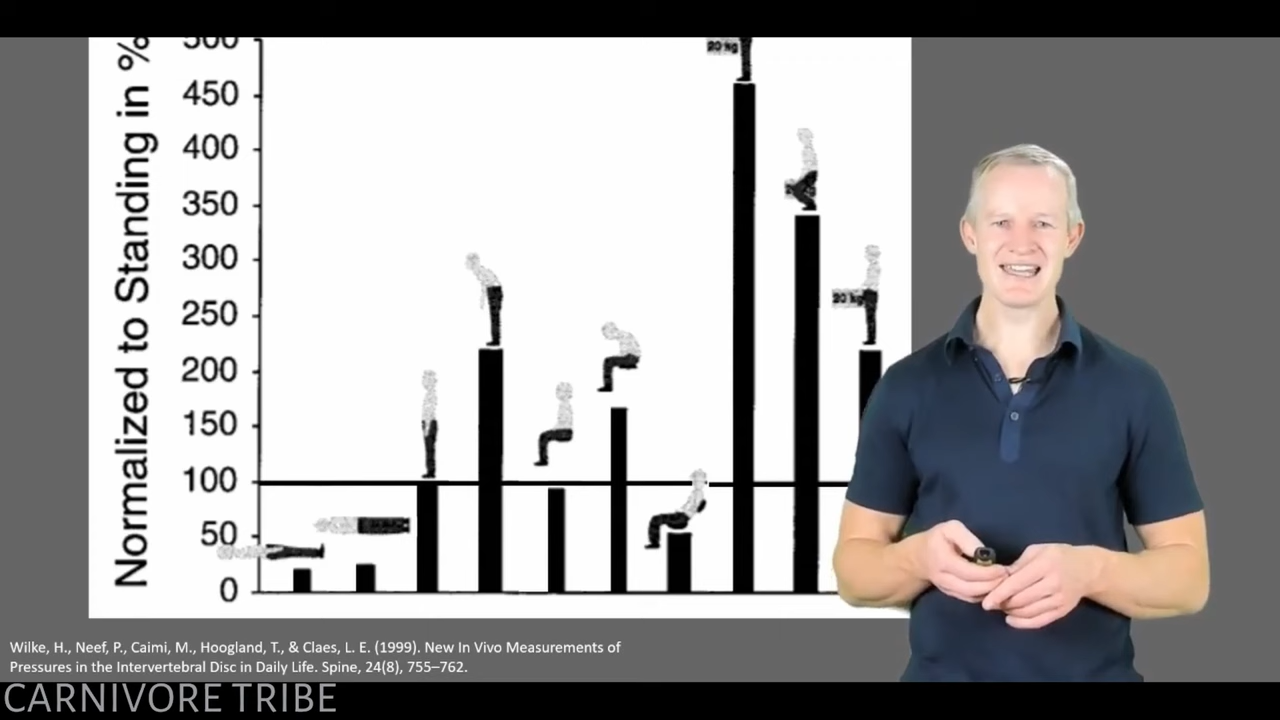 Normalized to Standing in %
500
450
400
350
300
250
200
150
100
50
0
20 kg
20 kg
Wilke, H., Neef, P., Caimi, M., Hoogland, T., & Claes, L. E. (1999). New In Vivo Measurements of
Pressures in the Intervertebral Disc in Daily Life. Spine, 24(8), 755–762.
CARNIVORE TRIBE